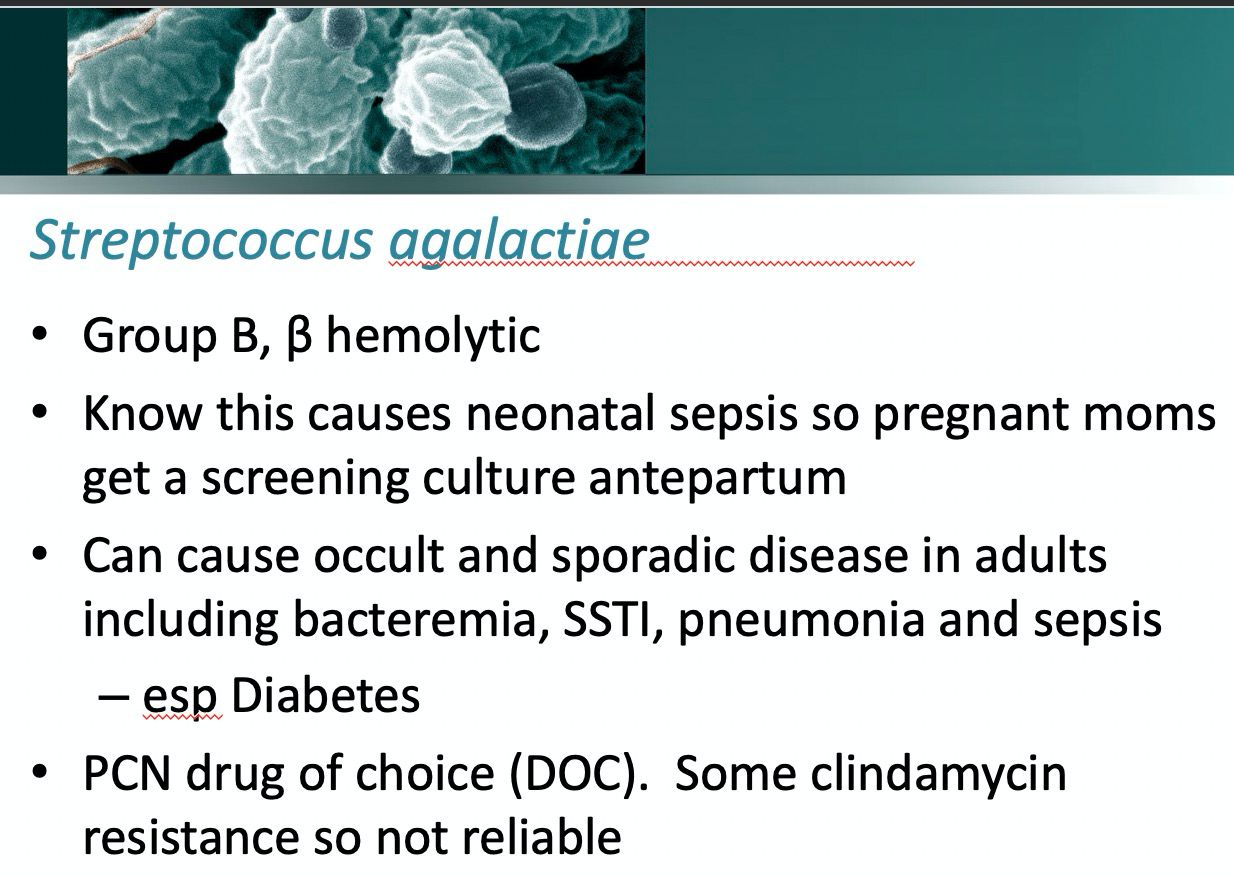 Streptococcus agalactiae
• Group B, β hemolytic
• Know this causes neonatal sepsis so pregnant moms
get a screening culture antepartum
• Can cause occult and sporadic disease in adults
including bacteremia, SSTI, pneumonia and sepsis
– esp Diabetes
• PCN drug of choice (DOC).  Some clindamycin
resistance so not reliable